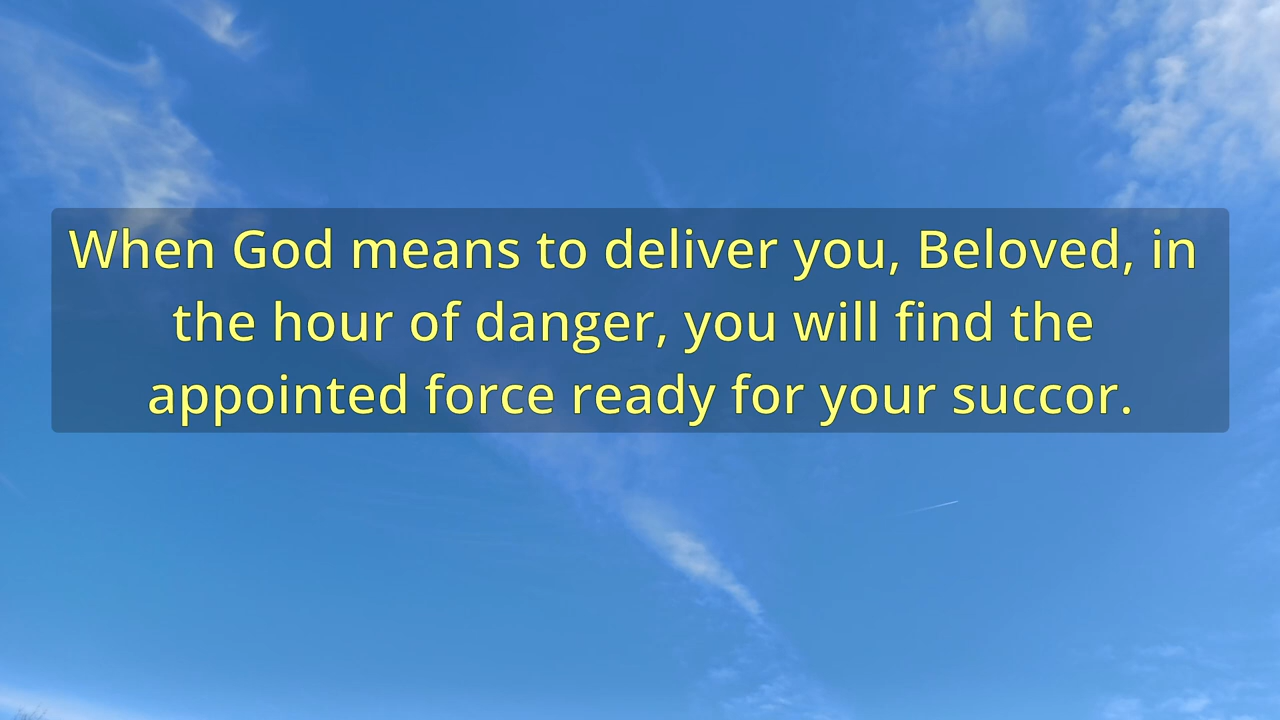 When God means to deliver you, Beloved, in
the hour of danger, you will find the
appointed force ready for your succor.